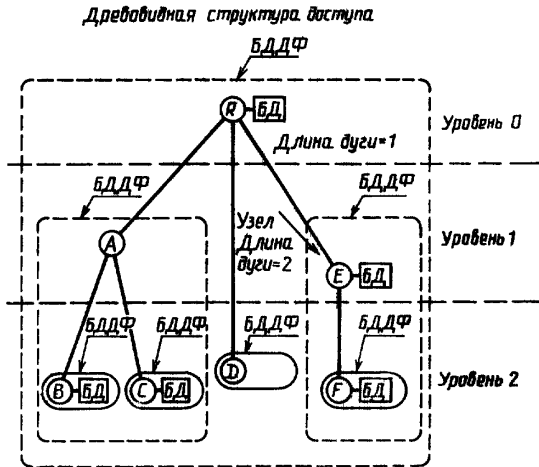 Древовидная структура доступа
БДДФ
R
БД
Уровень 0
Длина дуги=1
БДДФ
БДДФ
A
Узел
Длина
дуги=2
Уровень 1
E
БД
БДДФ
БДДФ
БДДФ
БДДФ
B
БД
C
БД
D
F
БД
Уровень 2